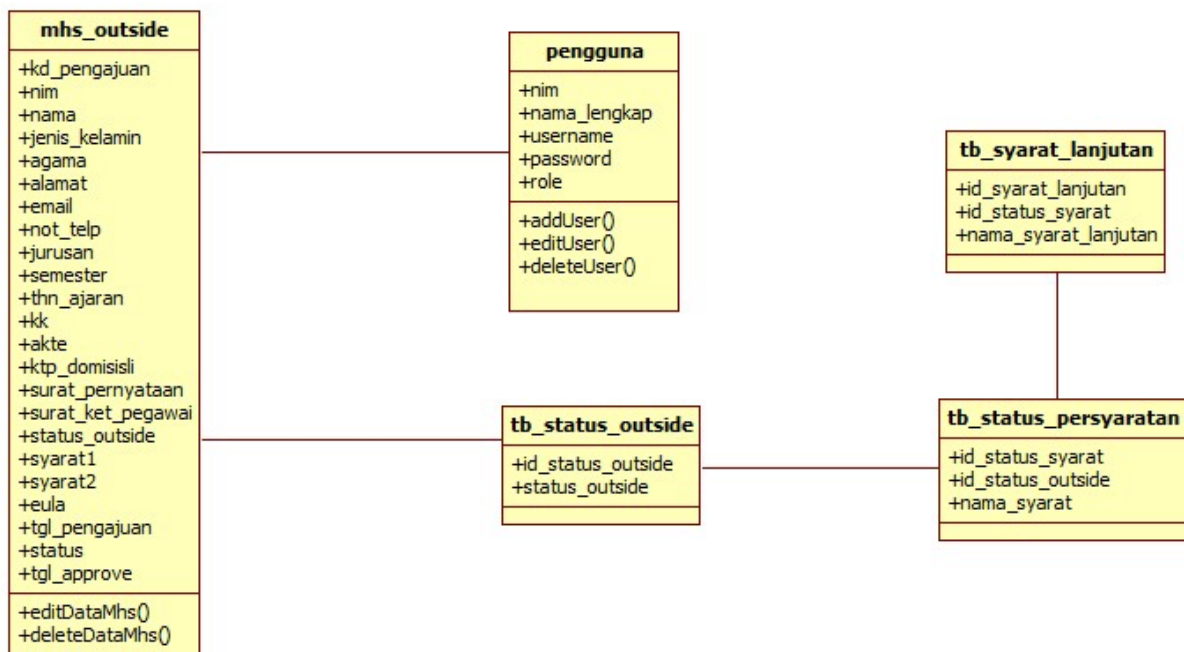 mhs_outside
+kd_pengajuan
+nim
+nama
+jenis_kelamin
+agama
+alamat
+email
+not_telp
+jurusan
+semester
+thn_ajaran
+kk
+akte
+ktp_domisisli
+surat_pernyataan
+surat_ket_pegawai
+status_outside
+syarat1
+syarat2
+eula
+tgl_pengajuan
+status
+tgl_approve
+editDataMhs()
+deleteDataMhs()
pengguna
+nim
+nama_lengkap
+username
+password
+role
+addUser()
+editUser()
+deleteUser()
tb_syarat_lanjutan
+id_syarat_lanjutan
+id_status_syarat
+nama_syarat_lanjutan
tb_status_outside
+id_status_outside
+status_outside
tb_status_persyaratan
+id_status_syarat
+id_status_outside
+nama_syarat